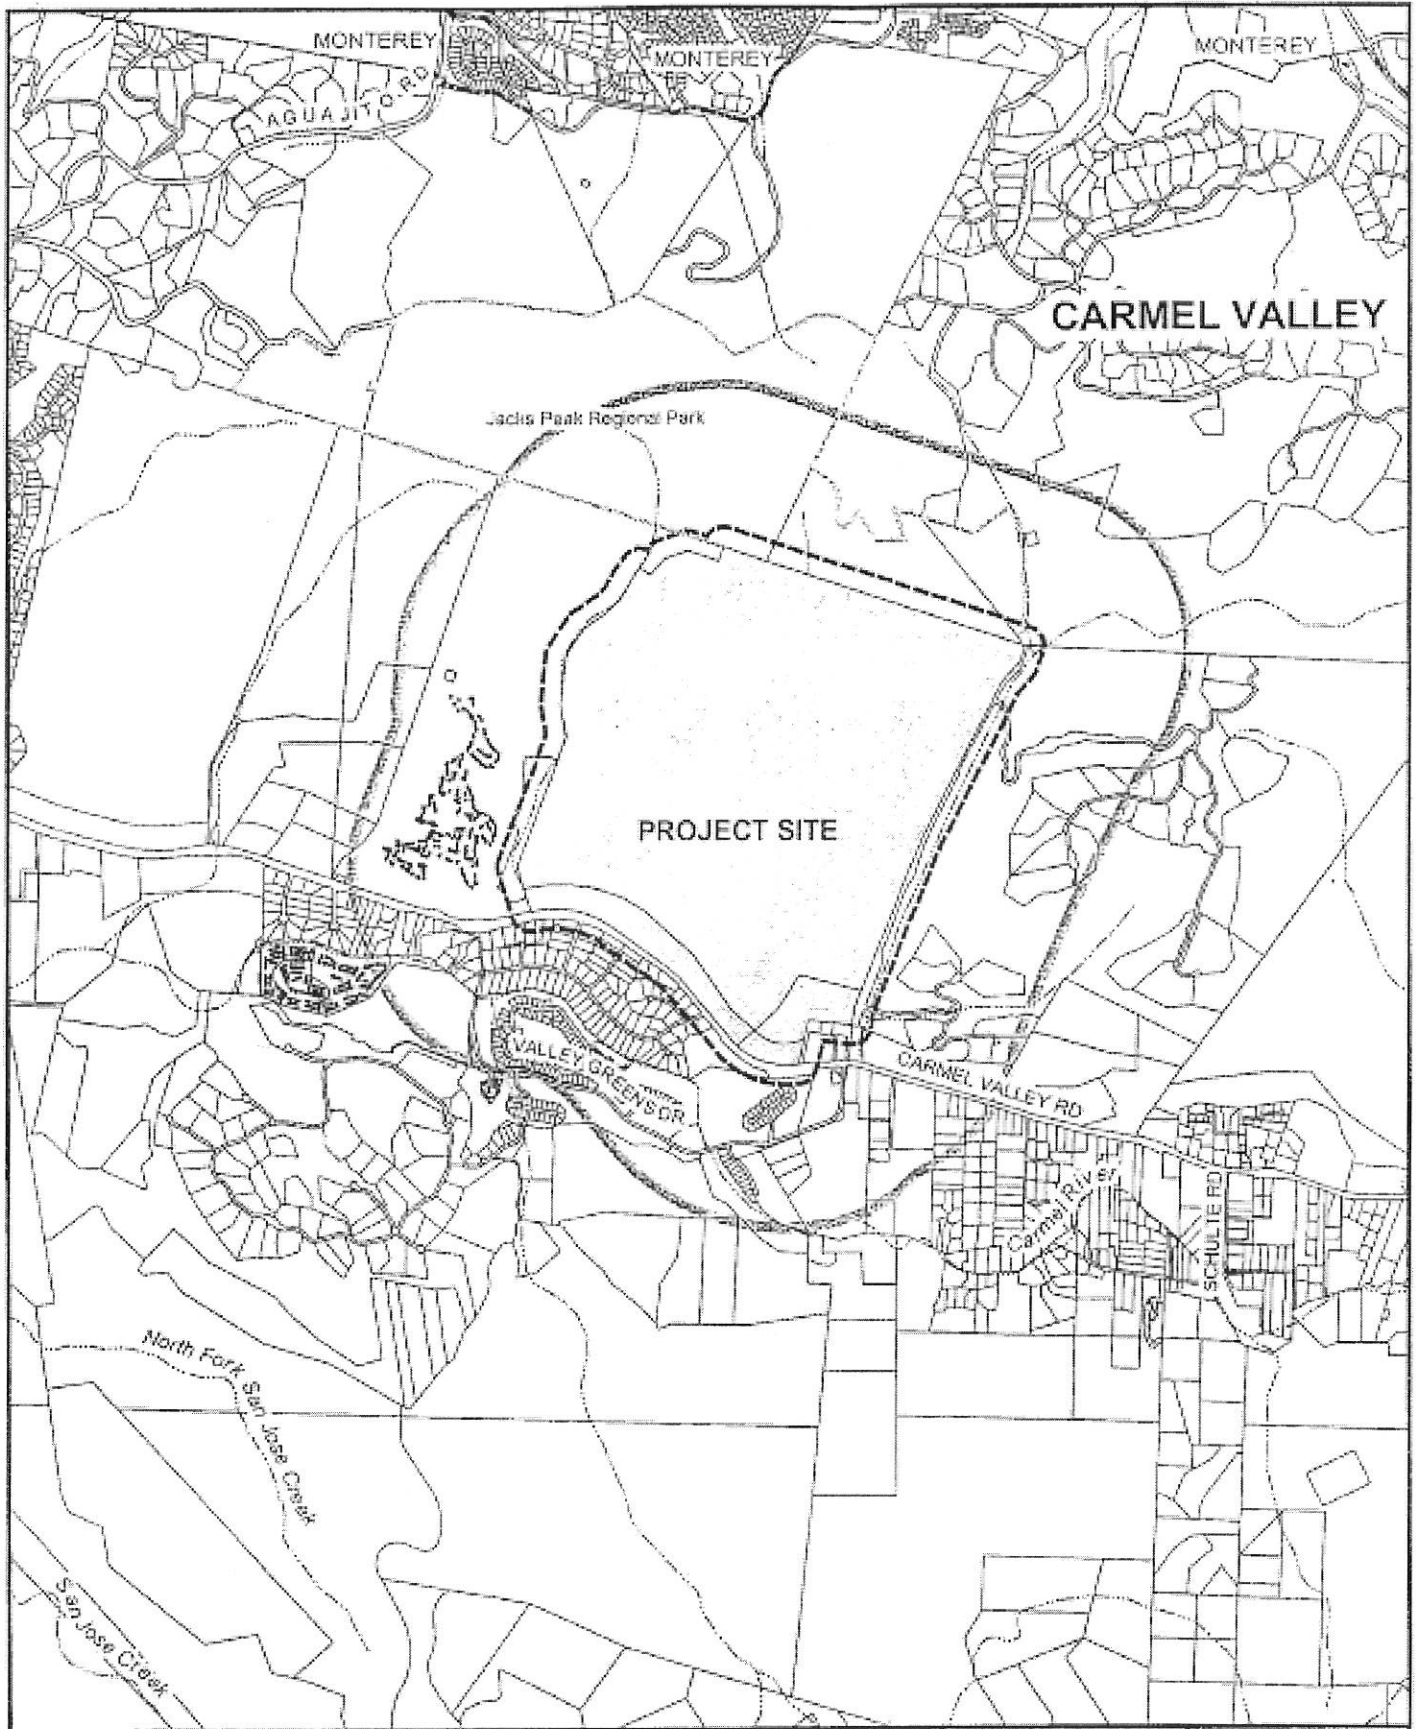 MONTEREY
MONTEREY
MONTEREY
AGUAJITO RD
CARMEL VALLEY
Jacks Peak Regional Park
PROJECT SITE
VALLEY GREENS DR
CARMEL VALLEY RD
Carmel River
SCHULTE RD
North Fork San Jose Creek
San Jose Creek